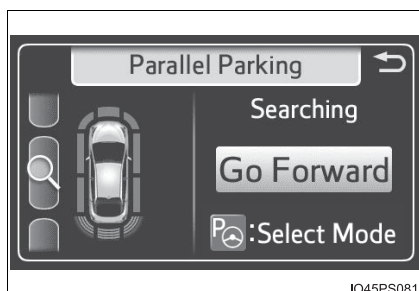 Parallel Parking
Searching
Go Forward
P:Select Mode
IO45PS081